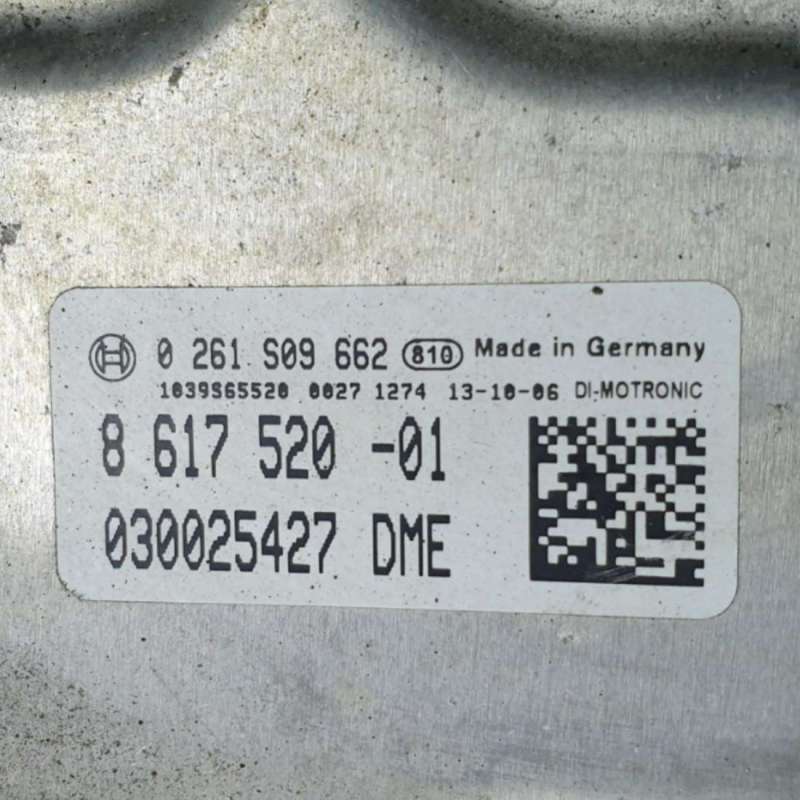 0 261 S09 662 810 Made in Germany
1039S65520 0027 1274 13-10-06 DI-MOTRONIC
8 617 520 -01
030025427 DME